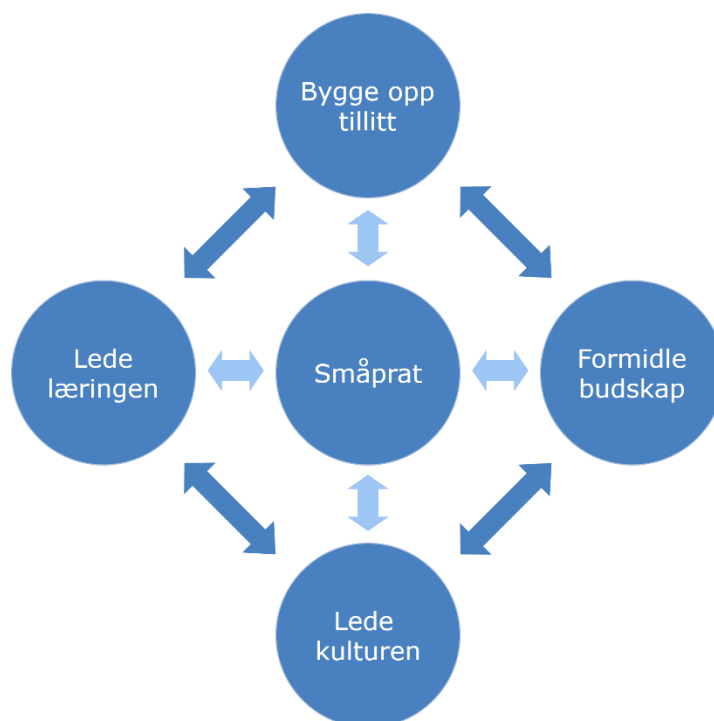 Bygge opp
tillitt
Lede
læringen
Småprat
Formidle
budskap
Lede
kulturen